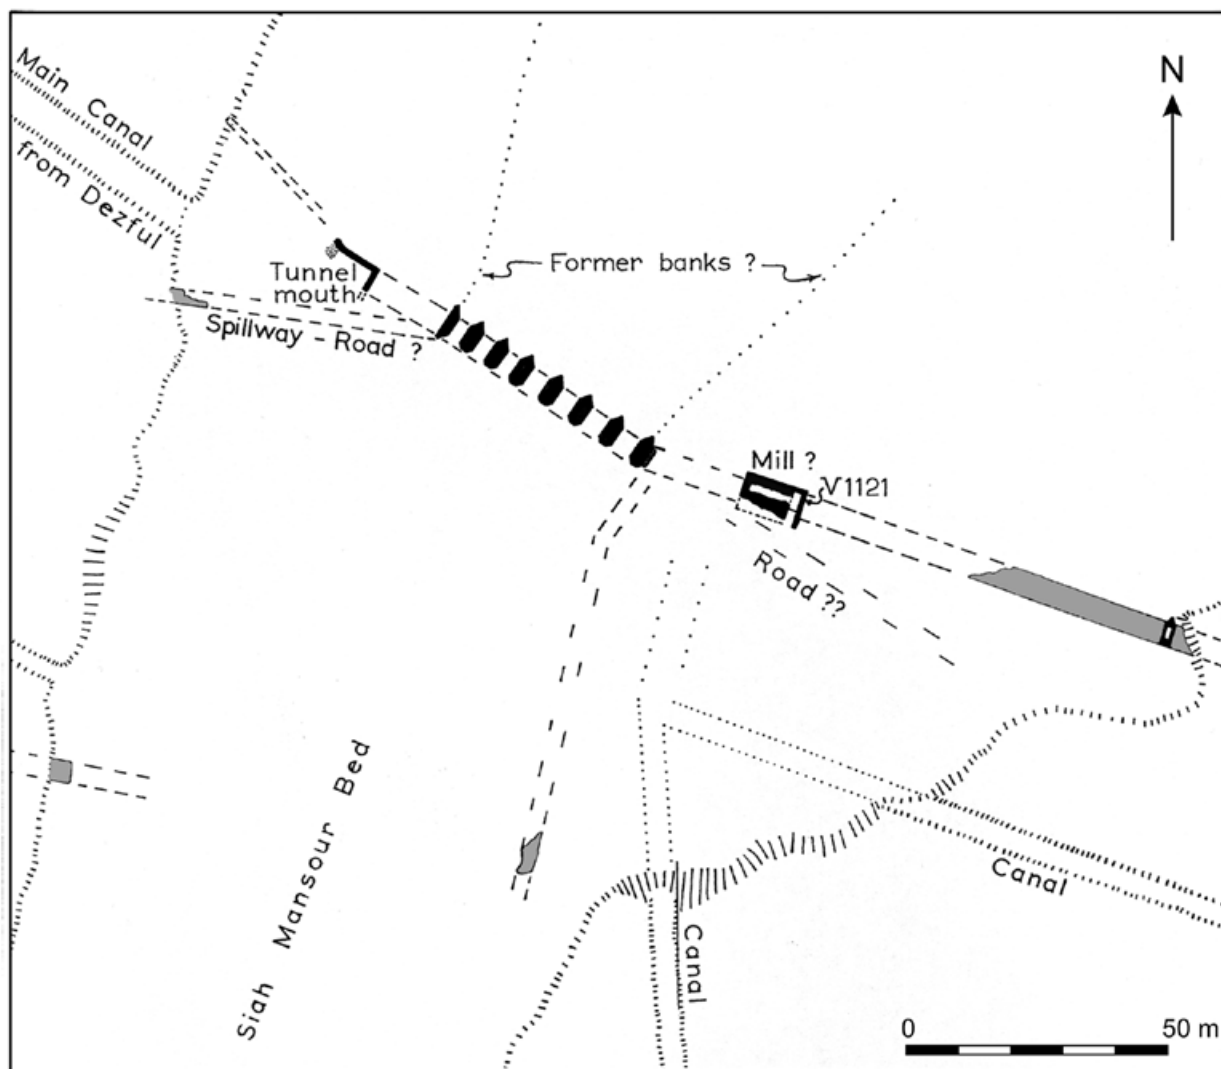 N
Main Canal
from Dezful
Former banks ?
Tunnel
mouth
Spillway - Road ?
Mill ?
V1121
Road ??
Siah Mansour Bed
Canal
Canal
0 50 m